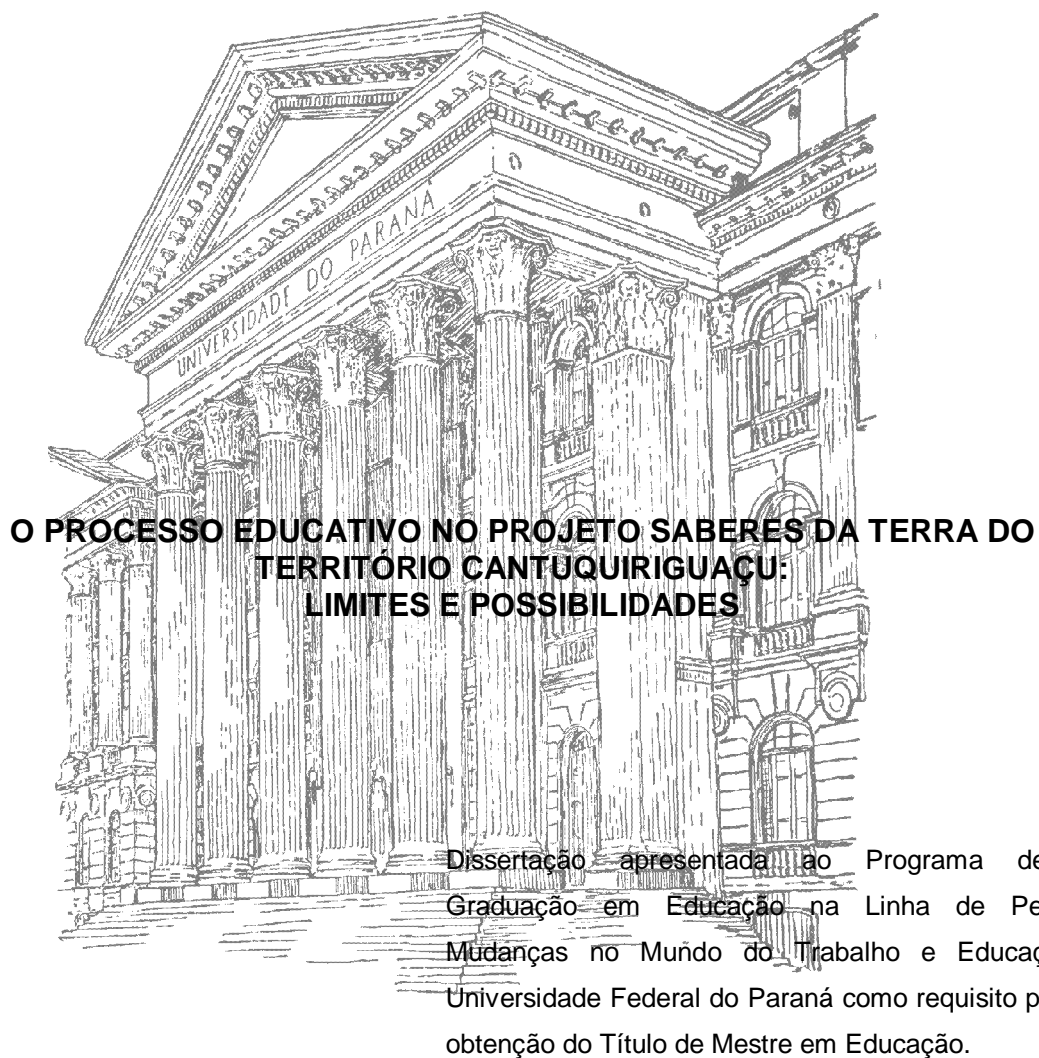 UNIVERSIDADE DO PARANÁ
O PROCESSO EDUCATIVO NO PROJETO SABERES DA TERRA DO
TERRITÓRIO CANTUQUIRIGUAÇU:
LIMITES E POSSIBILIDADES
Dissertação apresentada ao Programa de
Graduação em Educação na Linha de Pe
Mudanças no Mundo do Trabalho e Educaç
Universidade Federal do Paraná como requisito p
obtenção do Título de Mestre em Educação.